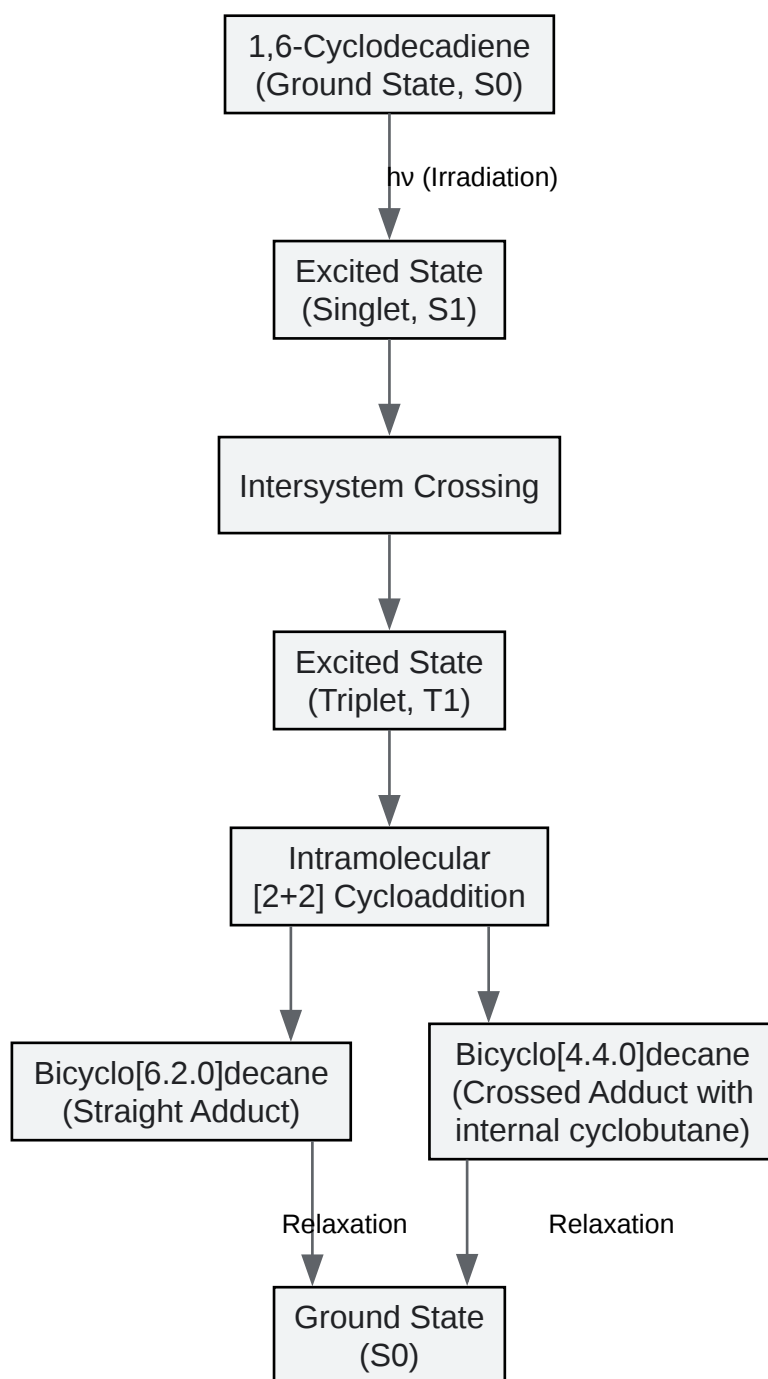 1,6-Cyclodecadiene
(Ground State, S0)
hν (Irradiation)
Excited State
(Singlet, S1)
Intersystem Crossing
Excited State
(Triplet, T1)
Intramolecular
[2+2] Cycloaddition
Bicyclo[6.2.0]decane
(Straight Adduct)
Bicyclo[4.4.0]decane
(Crossed Adduct with
internal cyclobutane)
Relaxation
Relaxation
Ground State
(S0)